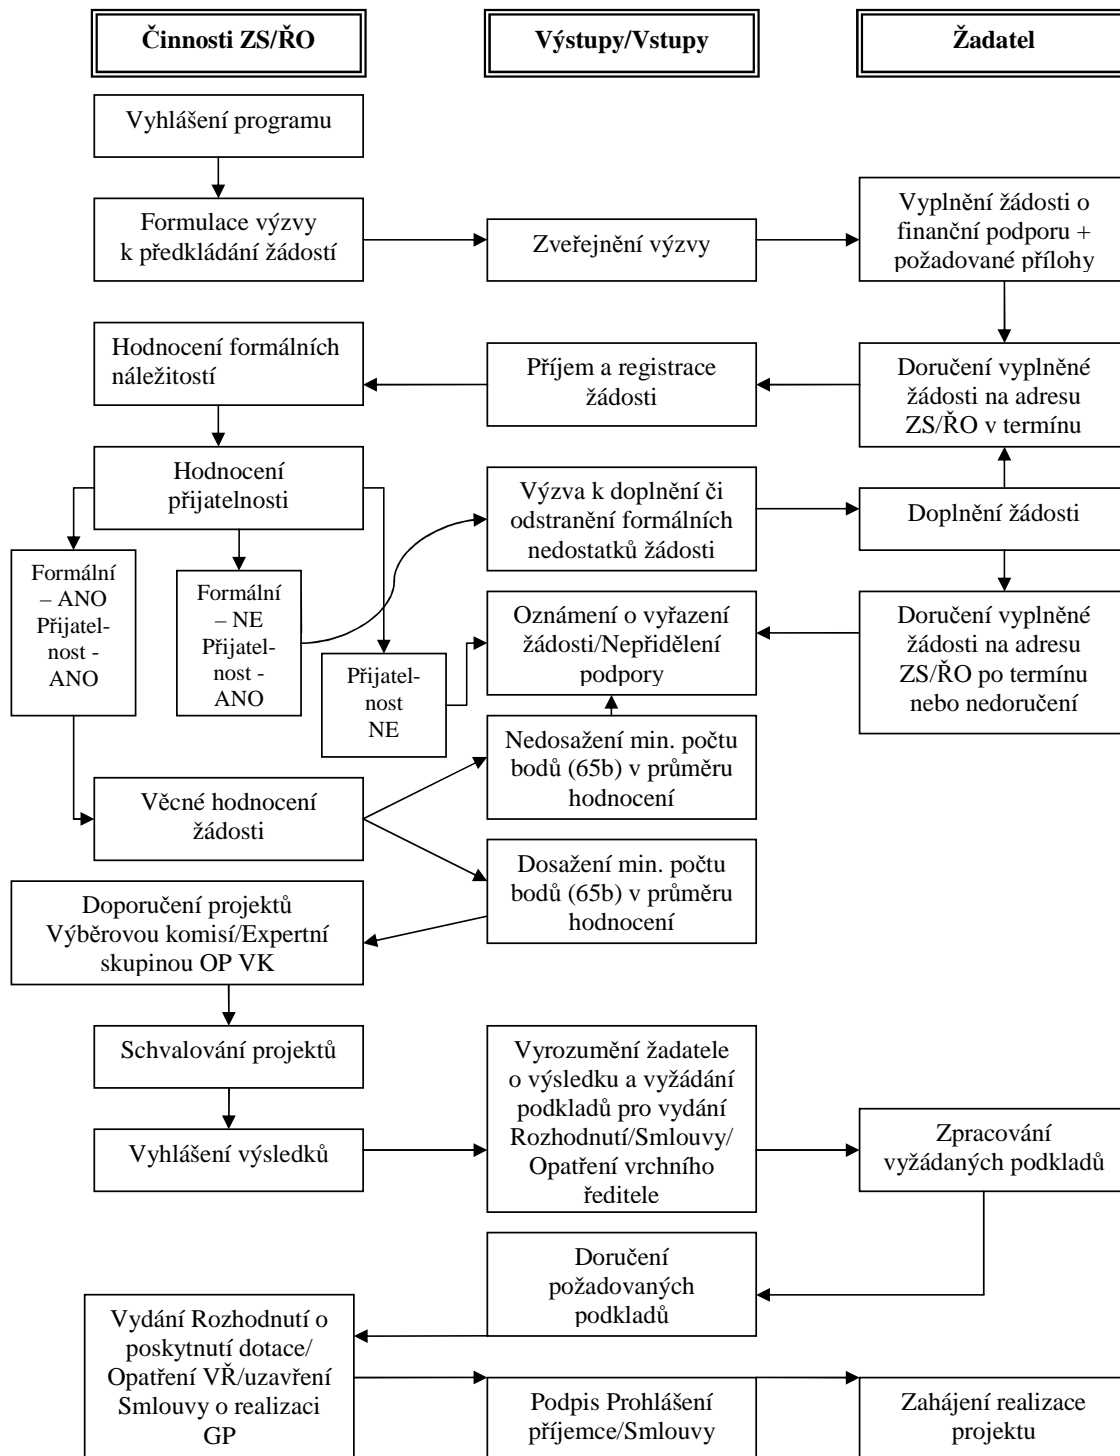 Činnosti ZS/ŘO
Výstupy/Vstupy
Žadatel
Vyhlášení programu
Formulace výzvy
k předkládání žádostí
Zveřejnění výzvy
Vyplnění žádosti o
finanční podporu +
požadované přílohy
Hodnocení formálních
náležitostí
Příjem a registrace
žádosti
Doručení vyplněné
žádosti na adresu
ZS/ŘO v termínu
Hodnocení
přijatelnosti
Výzva k doplnění či
odstranění formálních
nedostatků žádosti
Doplnění žádosti
Formální
– ANO
Přijatel-
nost -
ANO
Formální
– NE
Přijatel-
nost -
ANO
Přijatel-
nost
NE
Oznámení o vyřazení
žádosti/Nepřidělení
podpory
Doručení vyplněné
žádosti na adresu
ZS/ŘO po termínu
nebo nedoručení
Věcné hodnocení
žádosti
Nedosažení min. počtu
bodů (65b) v průměru
hodnocení
Dosažení min. počtu
bodů (65b) v průměru
hodnocení
Doporučení projektů
Výběrovou komisí/Expertní
skupinou OP VK
Schvalování projektů
Vyhlášení výsledků
Vyrozumění žadatele
o výsledku a vyžádání
podkladů pro vydání
Rozhodnutí/Smlouvy/
Opatření vrchního
ředitele
Zpracování
vyžádaných podkladů
Doručení
požadovaných
podkladů
Vydání Rozhodnutí o
poskytnutí dotace/
Opatření VŘ/uzavření
Smlouvy o realizaci
GP
Podpis Prohlášení
příjemce/Smlouvy
Zahájení realizace
projektu